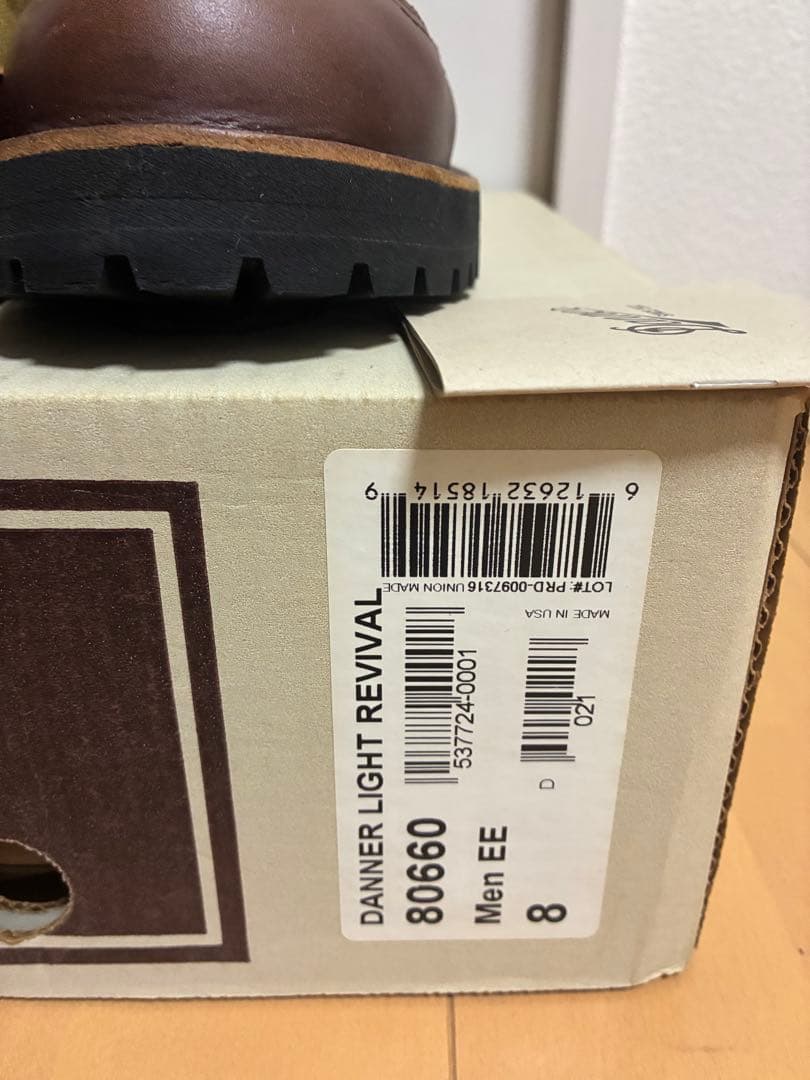 Danner
6 12632 18514 9
LOT#: PRD-0097316 UNION MADE
MADE IN USA
DANNER LIGHT REVIVAL
537724-0001
021
D
80660
Men EE
8